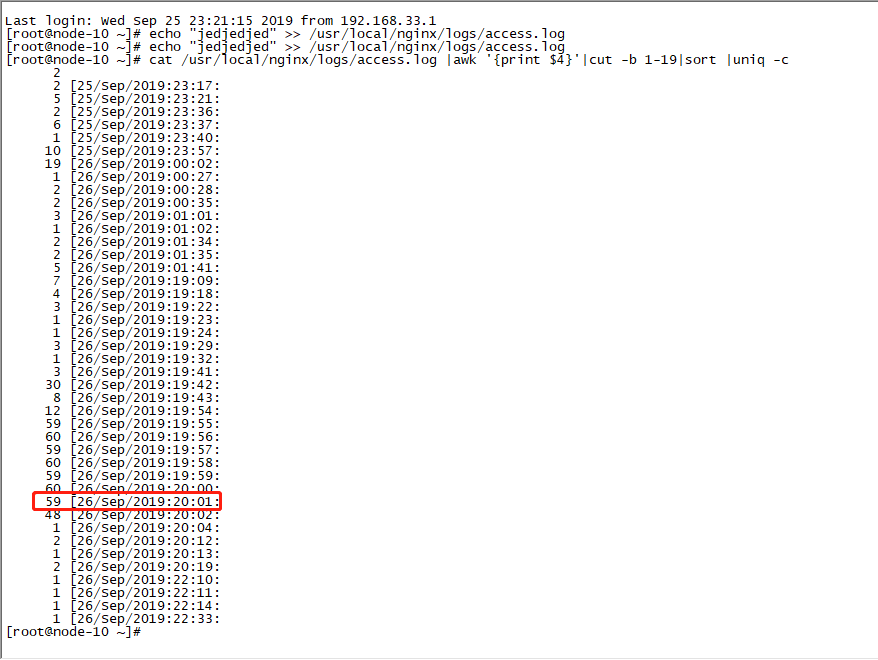 Last login: Wed Sep 25 23:21:15 2019 from 192.168.33.1
[root@node-10 ~]# echo "jedjedjed" >> /usr/local/nginx/logs/access.log
[root@node-10 ~]# echo "jedjedjed" >> /usr/local/nginx/logs/access.log
[root@node-10 ~]# cat /usr/local/nginx/logs/access.log |awk '{print $4}'|cut -b 1-19|sort |uniq -c
2
2 [25/Sep/2019:23:17:
5 [25/Sep/2019:23:21:
2 [25/Sep/2019:23:36:
6 [25/Sep/2019:23:37:
1 [25/Sep/2019:23:40:
10 [25/Sep/2019:23:57:
19 [26/Sep/2019:00:02:
1 [26/Sep/2019:00:27:
2 [26/Sep/2019:00:28:
2 [26/Sep/2019:00:35:
3 [26/Sep/2019:01:01:
1 [26/Sep/2019:01:02:
2 [26/Sep/2019:01:34:
2 [26/Sep/2019:01:35:
5 [26/Sep/2019:01:41:
7 [26/Sep/2019:19:09:
4 [26/Sep/2019:19:18:
3 [26/Sep/2019:19:22:
1 [26/Sep/2019:19:23:
1 [26/Sep/2019:19:24:
3 [26/Sep/2019:19:29:
1 [26/Sep/2019:19:32:
3 [26/Sep/2019:19:41:
30 [26/Sep/2019:19:42:
8 [26/Sep/2019:19:43:
12 [26/Sep/2019:19:54:
59 [26/Sep/2019:19:55:
60 [26/Sep/2019:19:56:
59 [26/Sep/2019:19:57:
60 [26/Sep/2019:19:58:
59 [26/Sep/2019:19:59:
60 [26/Sep/2019:20:00:
59 [26/Sep/2019:20:01:
48 [26/Sep/2019:20:02:
1 [26/Sep/2019:20:04:
2 [26/Sep/2019:20:12:
1 [26/Sep/2019:20:13:
2 [26/Sep/2019:20:19:
1 [26/Sep/2019:22:10:
1 [26/Sep/2019:22:11:
1 [26/Sep/2019:22:14:
1 [26/Sep/2019:22:33:
[root@node-10 ~]#